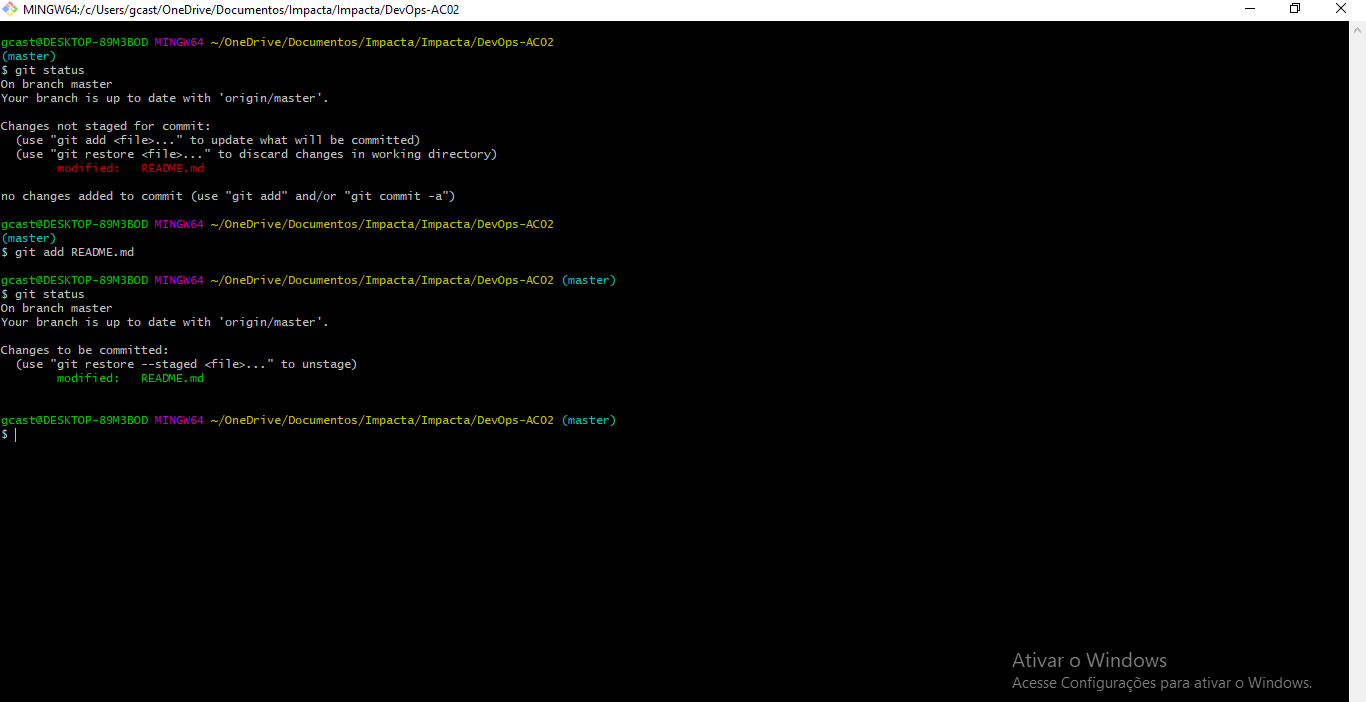 MINGW64:/c/Users/gcast/OneDrive/Documentos/Impacta/Impacta/DevOps-AC02
gcast@DESKTOP-89M3BOD MINGW64 ~/OneDrive/Documentos/Impacta/Impacta/DevOps-AC02
(master)
$ git status
On branch master
Your branch is up to date with 'origin/master'.
Changes not staged for commit:
  (use "git add <file>..." to update what will be committed)
  (use "git restore <file>..." to discard changes in working directory)
        modified:   README.md
no changes added to commit (use "git add" and/or "git commit -a")
gcast@DESKTOP-89M3BOD MINGW64 ~/OneDrive/Documentos/Impacta/Impacta/DevOps-AC02
(master)
$ git add README.md
gcast@DESKTOP-89M3BOD MINGW64 ~/OneDrive/Documentos/Impacta/Impacta/DevOps-AC02 (master)
$ git status
On branch master
Your branch is up to date with 'origin/master'.
Changes to be committed:
  (use "git restore --staged <file>..." to unstage)
        modified:   README.md
gcast@DESKTOP-89M3BOD MINGW64 ~/OneDrive/Documentos/Impacta/Impacta/DevOps-AC02 (master)
$
Ativar o Windows
Acesse Configurações para ativar o Windows.